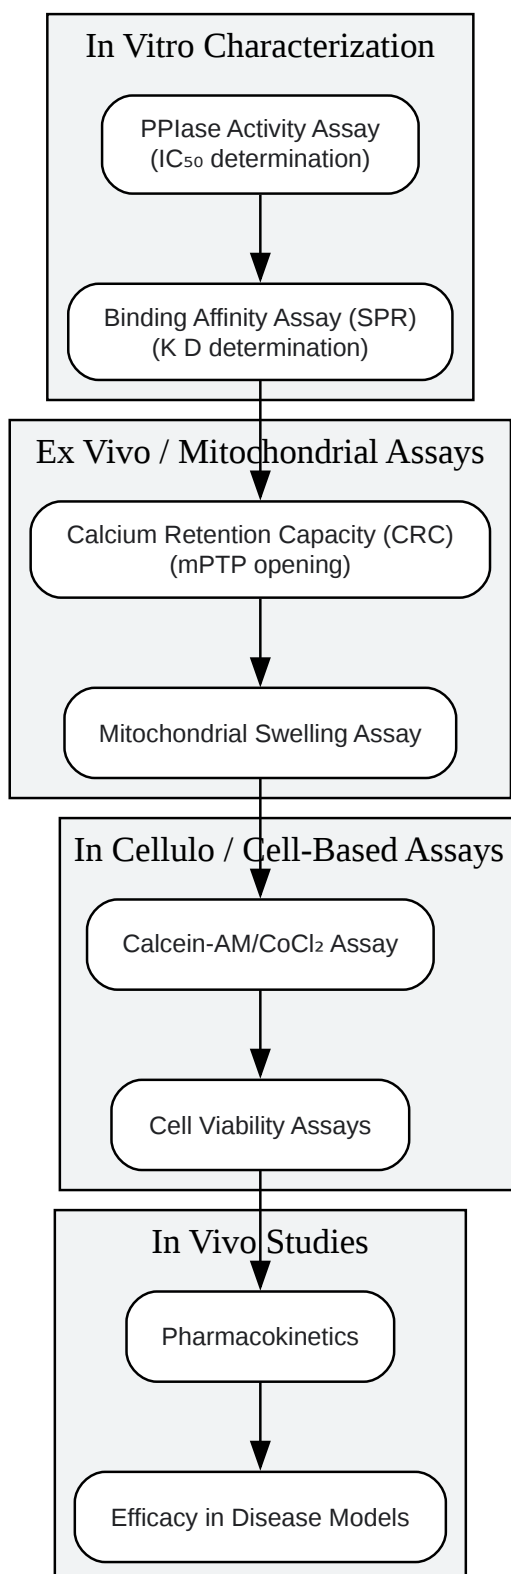 In Vitro Characterization
PPIase Activity Assay
(IC₅₀ determination)
Binding Affinity Assay (SPR)
(K D determination)
Ex Vivo / Mitochondrial Assays
Calcium Retention Capacity (CRC)
(mPTP opening)
Mitochondrial Swelling Assay
In Cellulo / Cell-Based Assays
Calcein-AM/CoCl₂ Assay
Cell Viability Assays
In Vivo Studies
Pharmacokinetics
Efficacy in Disease Models